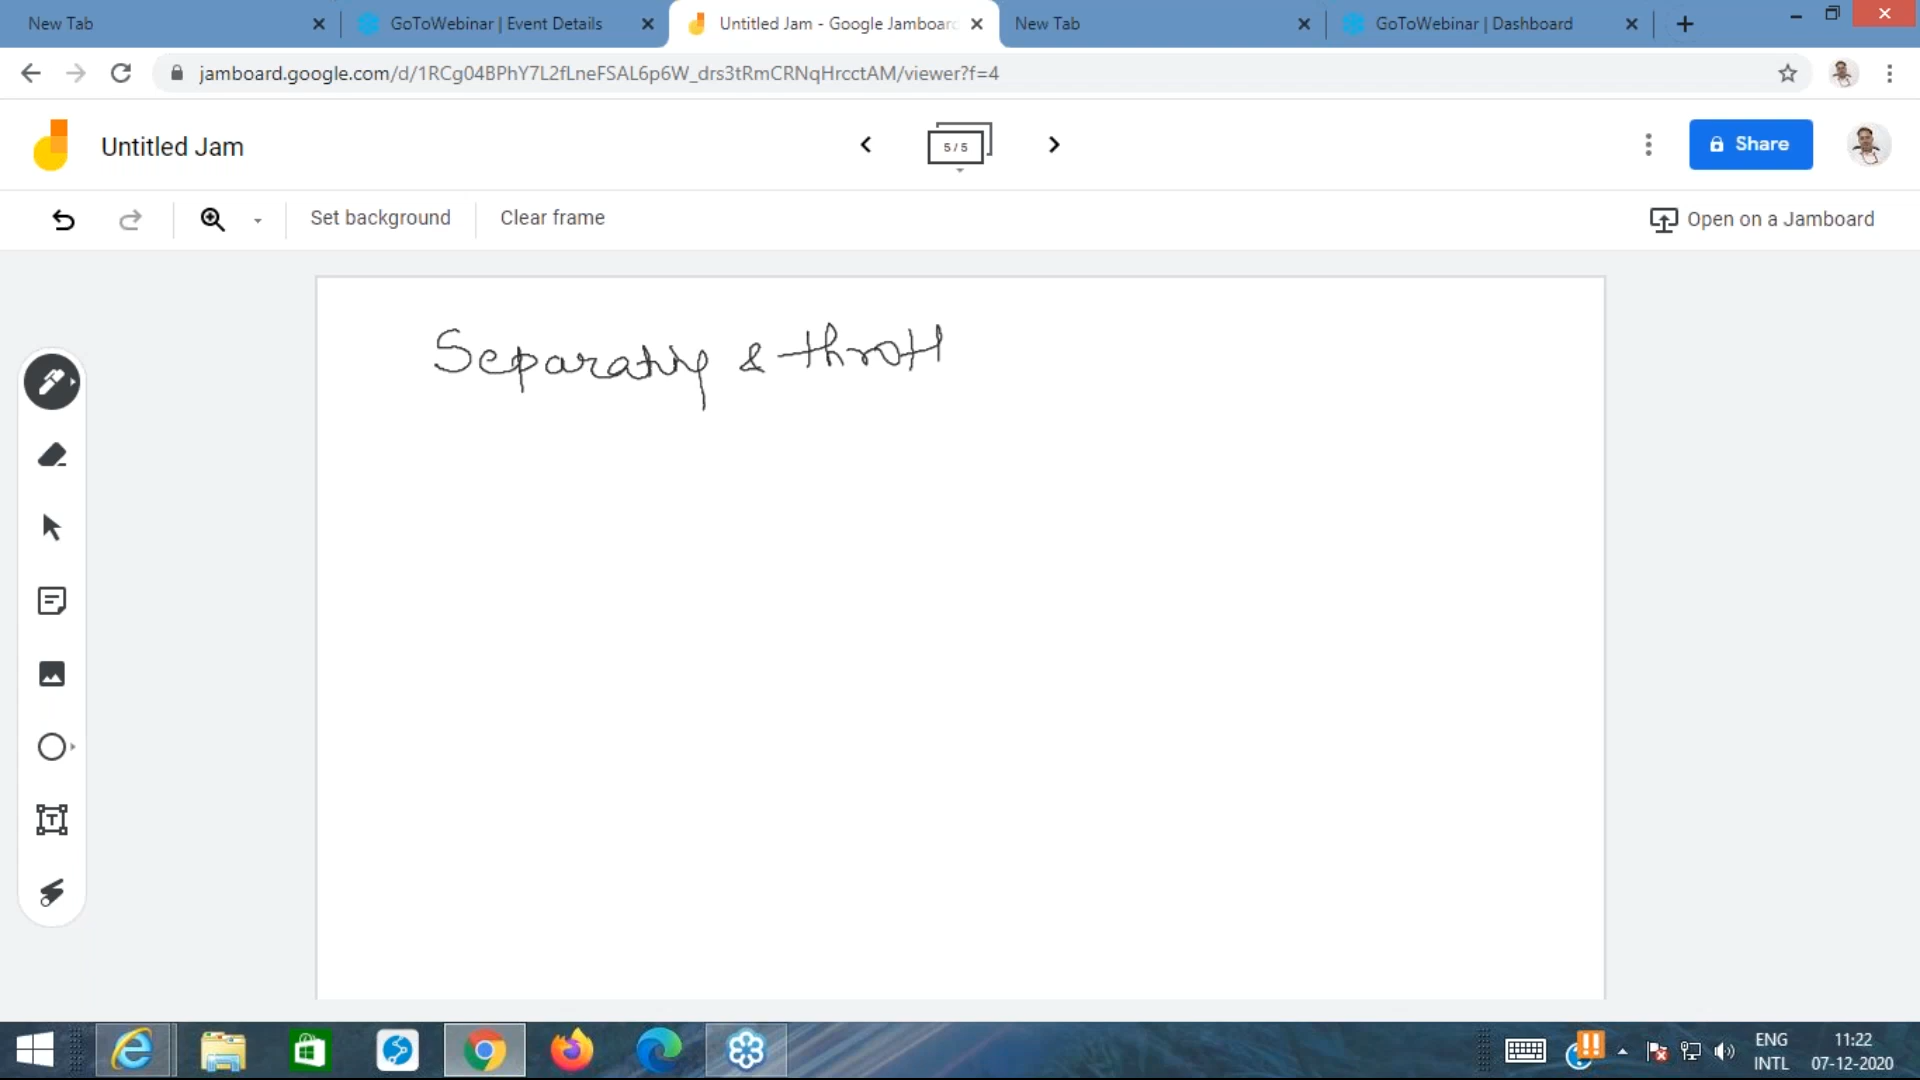 New Tab GoToWebinar | Event Details Untitled Jam - Google Jamboard New Tab GoToWebinar | Dashboard
jamboard.google.com/d/1RCg04BPhY7L2fLneFSAL6p6W_drs3tRmCRNqHrcctAM/viewer?f=4
Untitled Jam 5 / 5 Share
Set background Clear frame Open on a Jamboard
Separating & thrott
ENG 11:22
INTL 07-12-2020